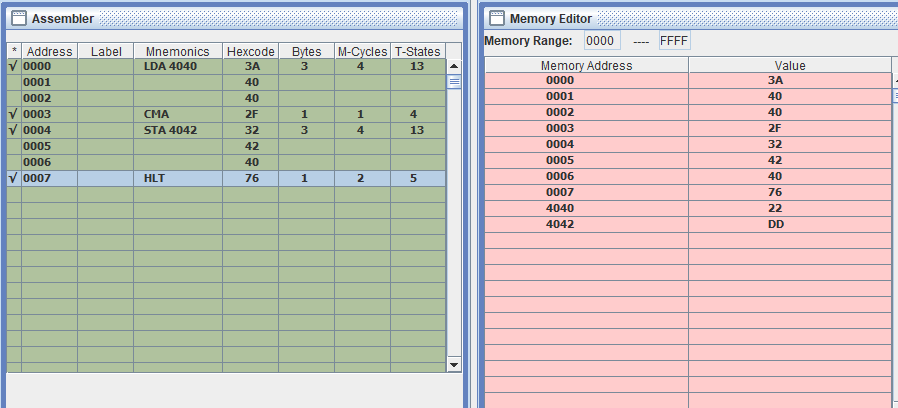 Assembler
* Address Label Mnemonics Hexcode Bytes M-Cycles T-States
√ 0000 LDA 4040 3A 3 4 13
0001 40
0002 40
√ 0003 CMA 2F 1 1 4
√ 0004 STA 4042 32 3 4 13
0005 42
0006 40
√ 0007 HLT 76 1 2 5
Memory Editor
Memory Range: 0000 ---- FFFF
Memory Address Value
0000 3A
0001 40
0002 40
0003 2F
0004 32
0005 42
0006 40
0007 76
4040 22
4042 DD